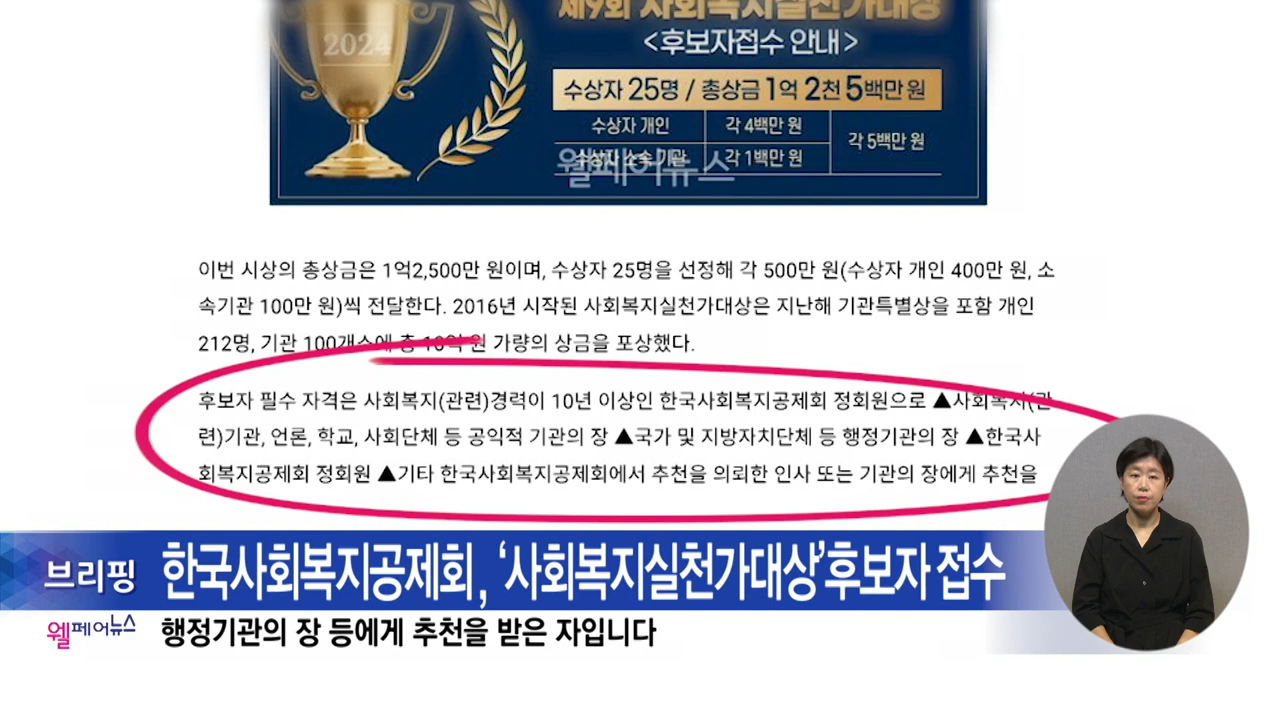 2024
제9회 사회복지실천가대상
<후보자접수 안내>
수상자 25명 / 총상금 1억 2천 5백만 원
수상자 개인 각 4백만 원
각 5백만 원
수상자 소속 기관 각 1백만 원
웰페어뉴스
이번 시상의 총상금은 1억2,500만 원이며, 수상자 25명을 선정해 각 500만 원(수상자 개인 400만 원, 소
속기관 100만 원)씩 전달한다. 2016년 시작된 사회복지실천가대상은 지난해 기관특별상을 포함 개인
212명, 기관 100개소에 총 10억 원 가량의 상금을 포상했다.
후보자 필수 자격은 사회복지(관련)경력이 10년 이상인 한국사회복지공제회 정회원으로 ▲사회복지(관
련)기관, 언론, 학교, 사회단체 등 공익적 기관의 장 ▲국가 및 지방자치단체 등 행정기관의 장 ▲한국사
회복지공제회 정회원 ▲기타 한국사회복지공제회에서 추천을 의뢰한 인사 또는 기관의 장에게 추천을
브리핑 한국사회복지공제회, ‘사회복지실천가대상’후보자 접수
웰페어뉴스 행정기관의 장 등에게 추천을 받은 자입니다